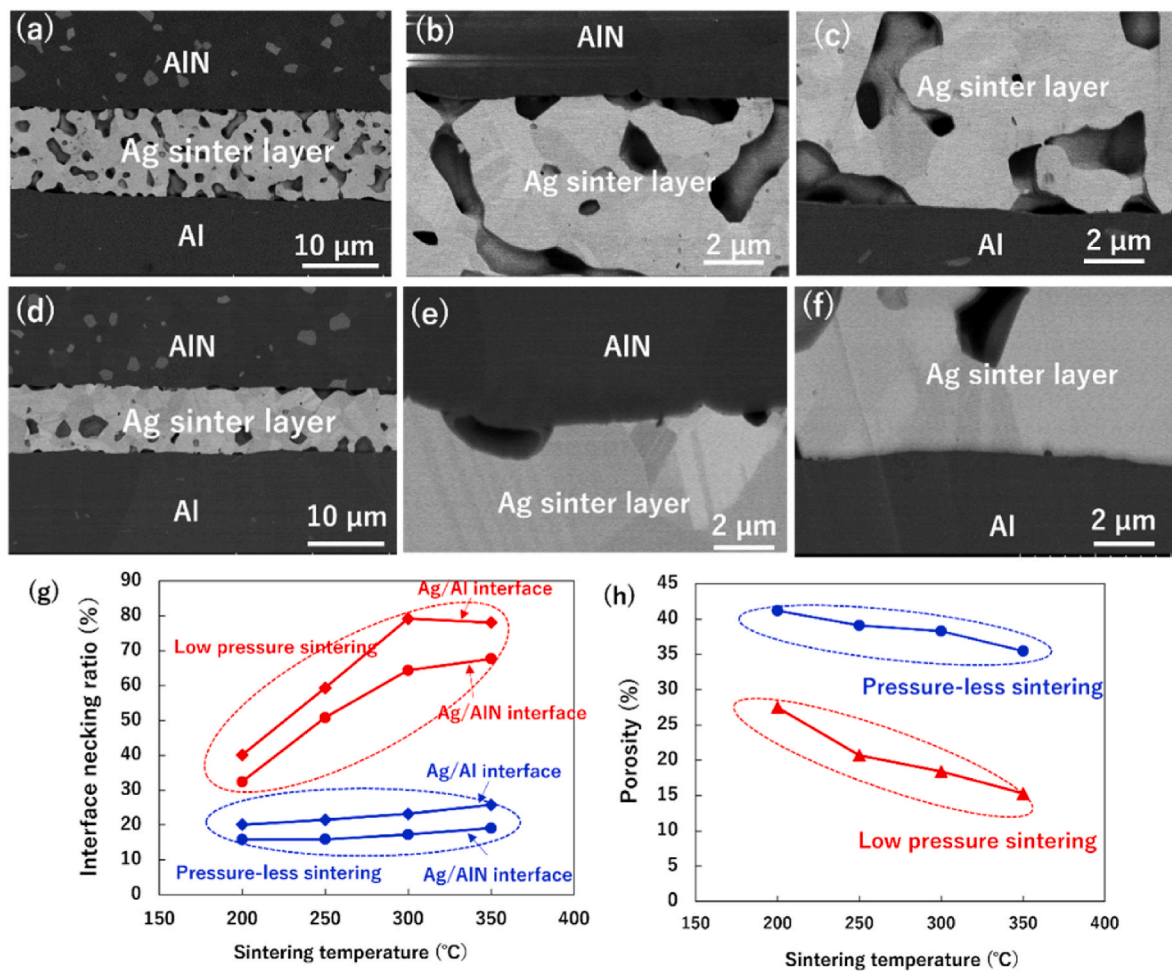 (a)
AlN
Ag sinter layer
Al
10 μm
(b)
AlN
Ag sinter layer
2 μm
(c)
Ag sinter layer
Al
2 μm
(d)
AlN
Ag sinter layer
Al
10 μm
(e)
AlN
Ag sinter layer
2 μm
(f)
Ag sinter layer
Al
2 μm
(g)
Interface necking ratio (%)
90
80
70
60
50
40
30
20
10
0
Ag/Al interface
Low pressure sintering
Ag/AlN interface
Ag/Al interface
Pressure-less sintering
Ag/AlN interface
150 200 250 300 350 400
Sintering temperature (℃)
(h)
Porosity (%)
45
40
35
30
25
20
15
10
5
0
Pressure-less sintering
Low pressure sintering
150 200 250 300 350 400
Sintering temperature (℃)